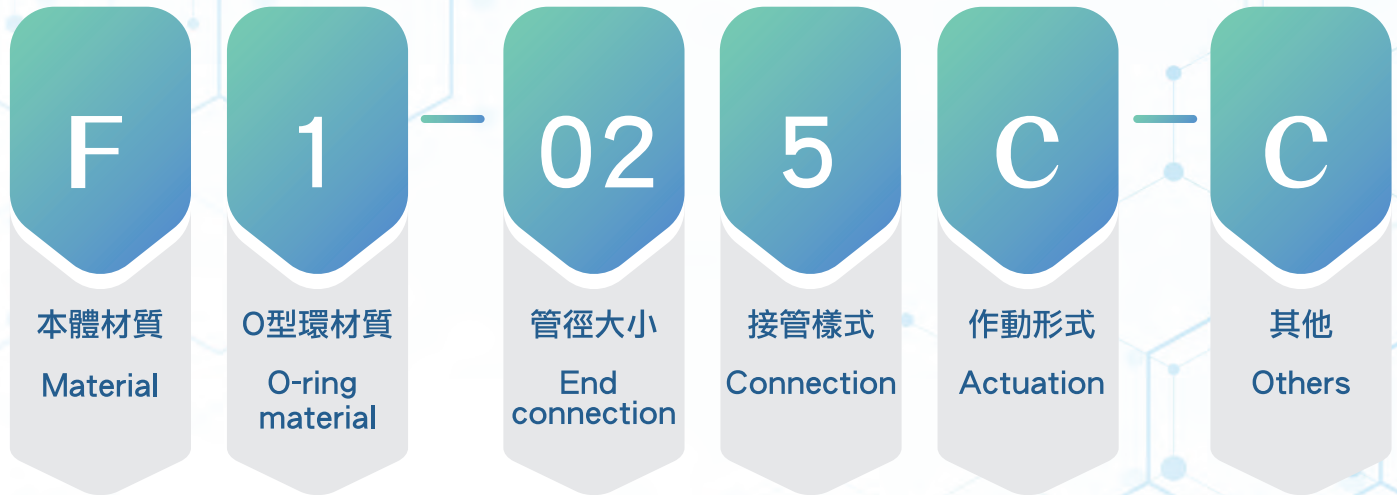 F
1
02
5
C
C
本體材質
Material
O型環材質
O-ring
material
管徑大小
End
connection
接管樣式
Connection
作動形式
Actuation
其他
Others